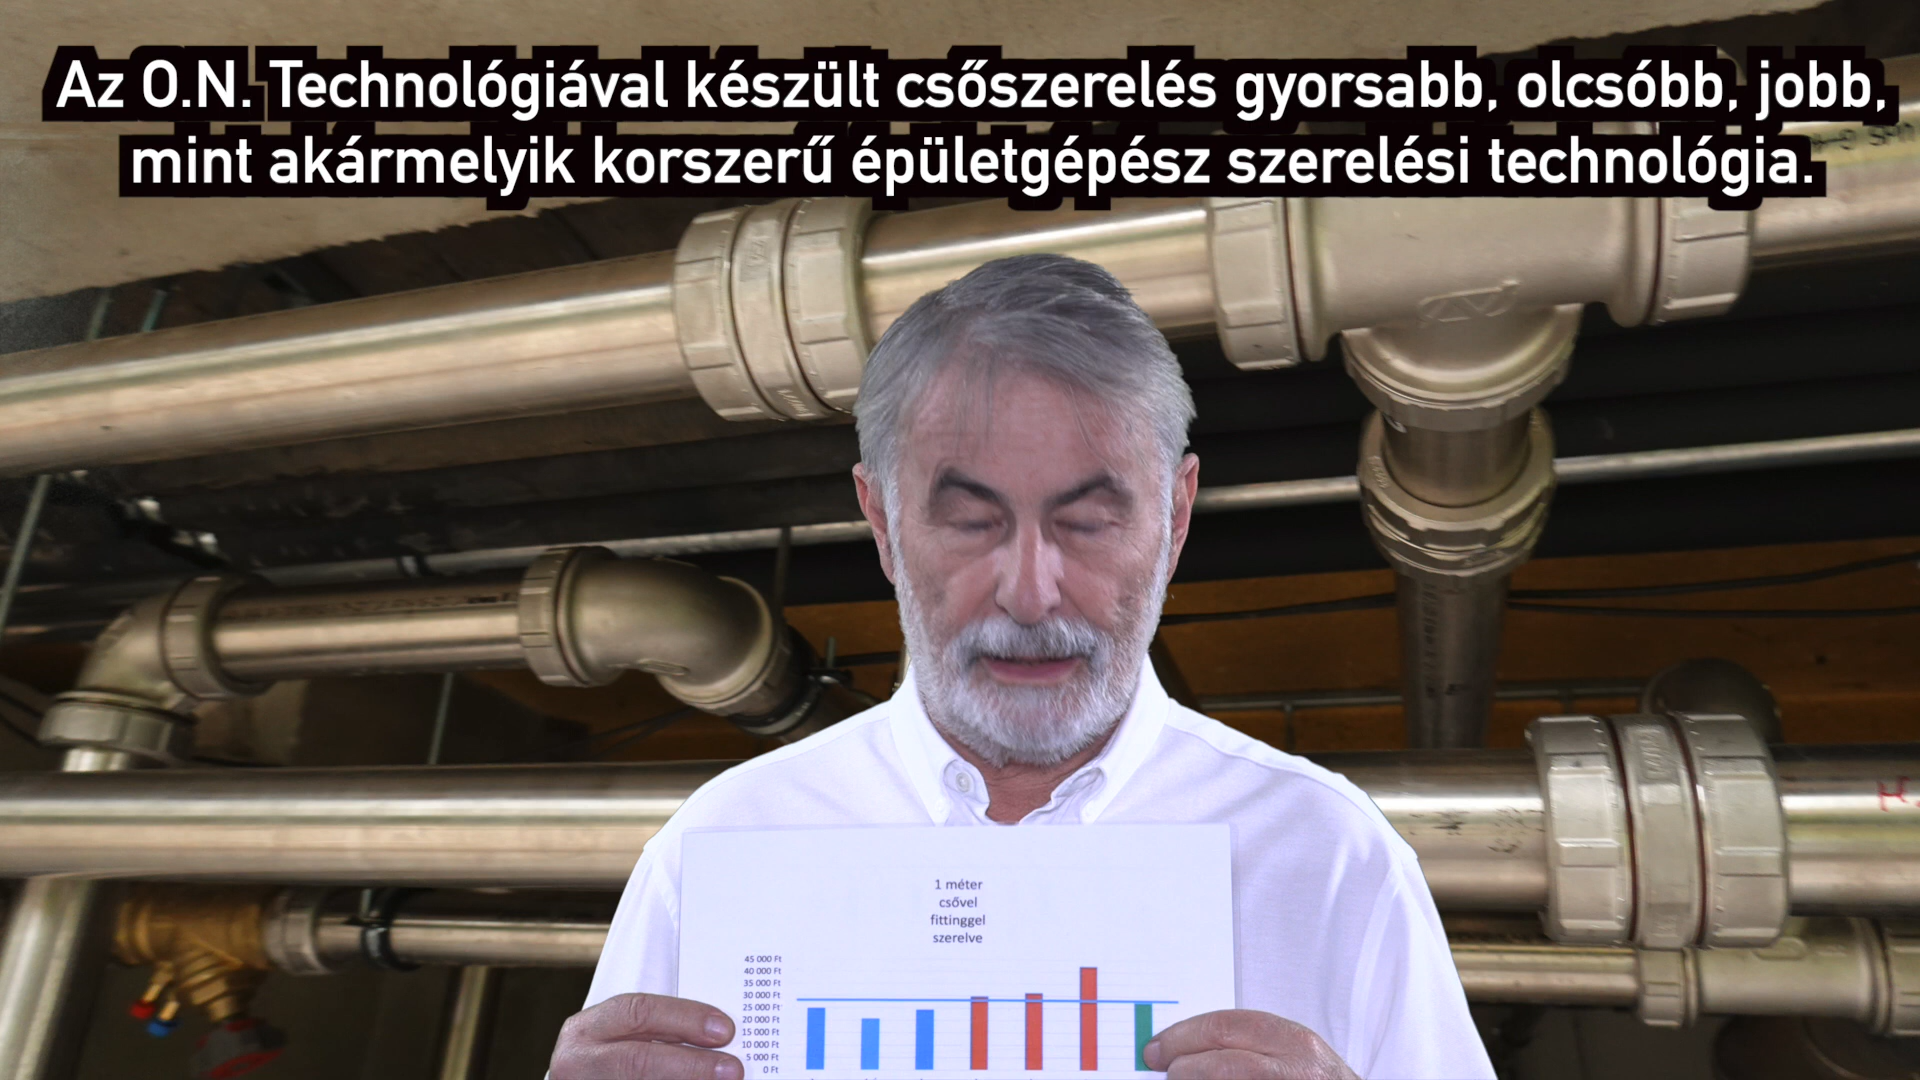 Az O.N. Technológiával készült csőszerelés gyorsabb, olcsóbb, jobb,
mint akármelyik korszerű épületgépész szerelési technológia.
1 méter
csővel
fittinggel
szerelve
45 000 Ft
40 000 Ft
35 000 Ft
30 000 Ft
25 000 Ft
20 000 Ft
15 000 Ft
10 000 Ft
5 000 Ft
0 Ft